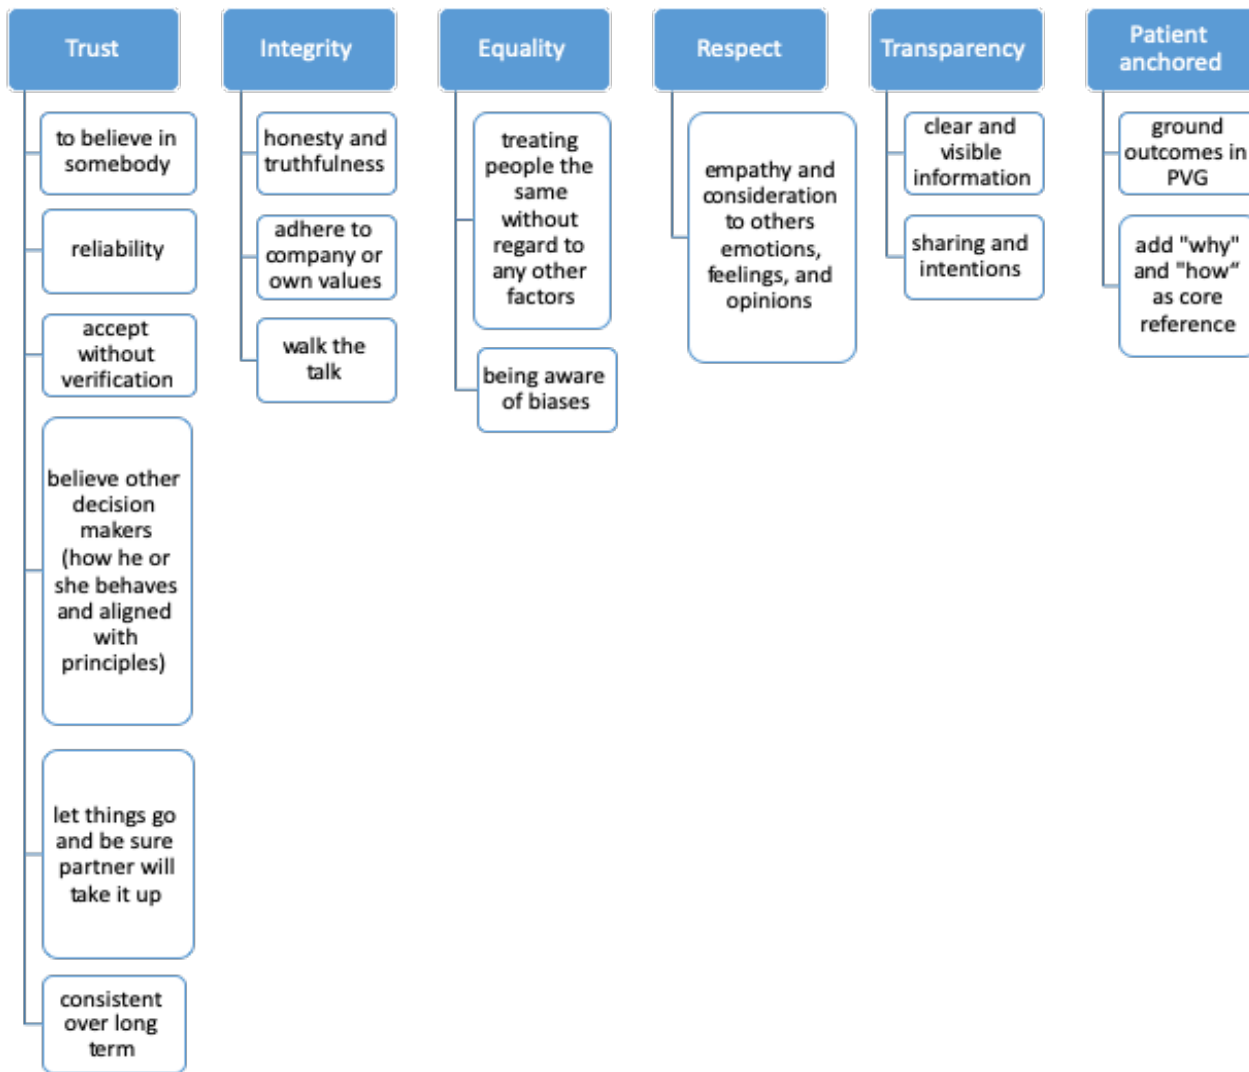 Trust
to believe in
somebody
reliability
accept
without
verification
believe other
decision
makers
(how he or
she behaves
and aligned
with
principles)
let things go
and be sure
partner will
take it up
consistent
over long
term
Integrity
honesty and
truthfulness
adhere to
company or
own values
walk the
talk
Equality
treating
people the
same
without
regard to
any other
factors
being aware
of biases
Respect
empathy and
consideration
to others
emotions,
feelings, and
opinions
Transparency
clear and
visible
information
sharing and
intentions
Patient
anchored
ground
outcomes in
PVG
add "why"
and "how“
as core
reference